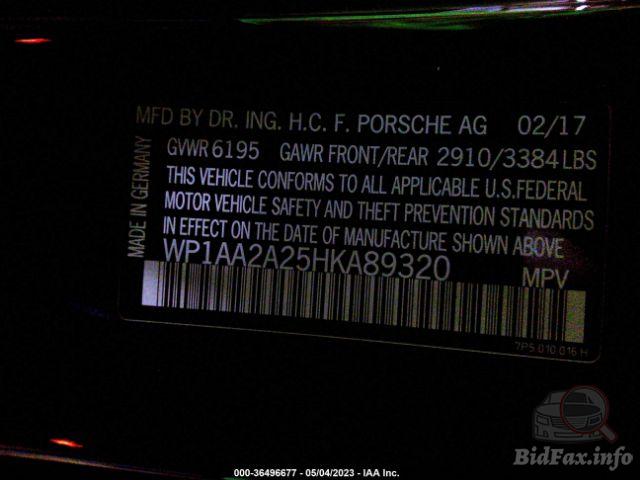 MFD BY DR. ING. H.C. F. PORSCHE AG 02/17
GVWR 6195 GAWR FRONT/REAR 2910/3384 LBS
THIS VEHICLE CONFORMS TO ALL APPLICABLE U.S.FEDERAL
MOTOR VEHICLE SAFETY AND THEFT PREVENTION STANDARDS
IN EFFECT ON THE DATE OF MANUFACTURE SHOWN ABOVE
WP1AA2A25HKA89320 MPV
MADE IN GERMANY
7P5 010 016 H
BidFax.info
000-36496677 - 05/04/2023 - IAA Inc.